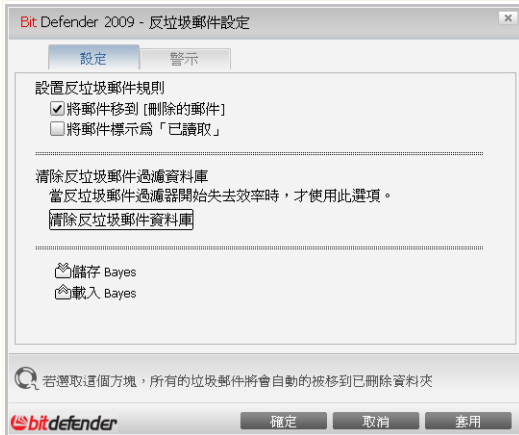 Bit Defender 2009 - 反垃圾郵件設定
設定
警示
設置反垃圾郵件規則
將郵件移到 [刪除的郵件]
將郵件標示為「已讀取」
清除反垃圾郵件過濾資料庫
當反垃圾郵件過濾器開始失去效率時，才使用此選項。
清除反垃圾郵件資料庫
儲存 Bayes
載入 Bayes
若選取這個方塊，所有的垃圾郵件將會自動的被移到已刪除資料夾
bitdefender
確定
取消
套用